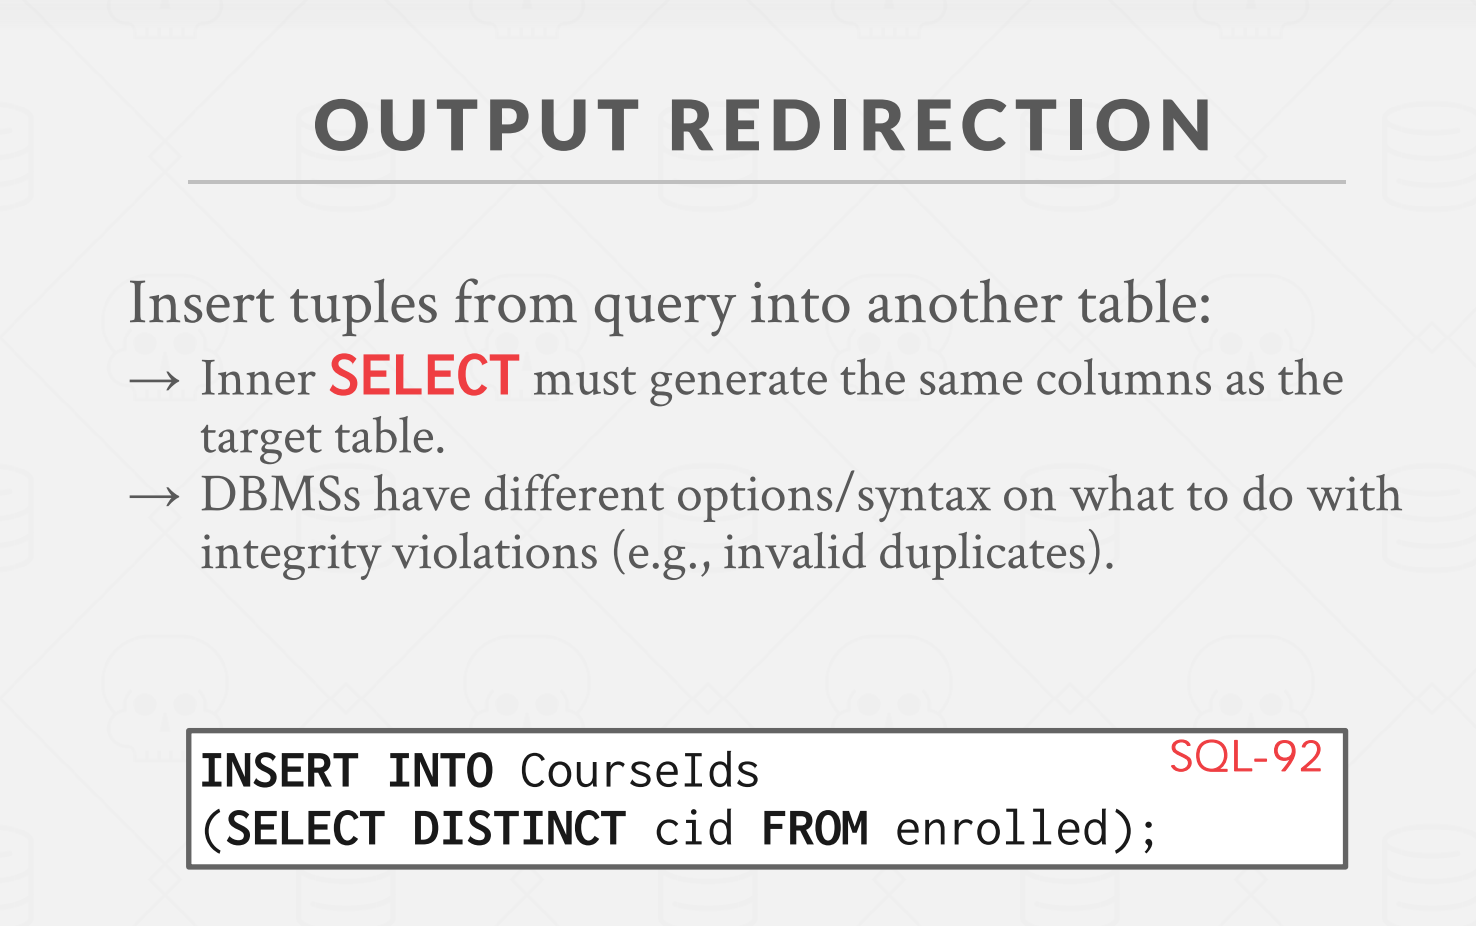 OUTPUT REDIRECTION
Insert tuples from query into another table:
→ Inner SELECT must generate the same columns as the
target table.
→ DBMSs have different options/syntax on what to do with
integrity violations (e.g., invalid duplicates).
SQL-92
INSERT INTO CourseIds
(SELECT DISTINCT cid FROM enrolled);